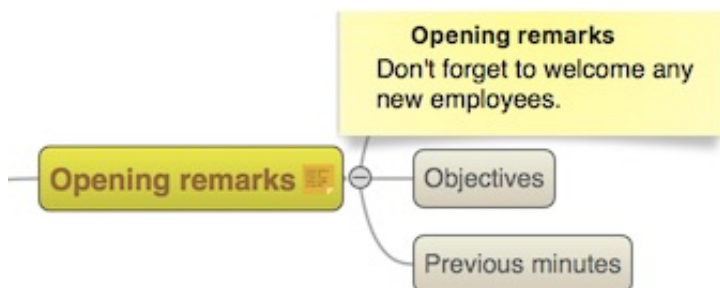 Opening remarks
Don't forget to welcome any
new employees.
Opening remarks
Objectives
Previous minutes